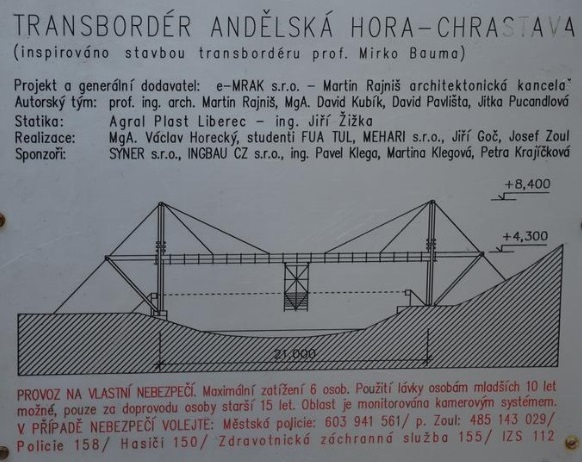 TRANSBORDÉR ANDĚLSKÁ HORA–CHRASTAVA
(inspirováno stavbou transbordéru prof. Mirko Bauma)
Projekt a generální dodavatel: e–MRAK s.r.o. – Martin Rajniš architektonická kancelář
Autorský tým: prof. ing. arch. Martin Rajniš, MgA. David Kubík, David Pavlišta, Jitka Pucandlová
Statika: Agral Plast Liberec – ing. Jiří Žižka
Realizace: MgA. Václav Horecký, studenti FUA TUL, MEHARI s.r.o., Jiří Goč, Josef Zoul
Sponzoři: SYNER s.r.o., INGBAU CZ s.r.o., ing. Pavel Klega, Martina Klegová, Petra Krajíčková
+8,400
+4,300
21,000
PROVOZ NA VLASTNÍ NEBEZPEČÍ. Maximální zatížení 6 osob. Použití lávky osobám mladších 10 let
možné, pouze za doprovodu osoby starší 15 let. Oblast je monitorována kamerovým systémem.
V PŘÍPADĚ NEBEZPEČÍ VOLEJTE: Městská policie: 603 941 561/ p. Zoul: 485 143 029/
Policie 158/ Hasiči 150/ Zdravotnická záchranná služba 155/ IZS 112